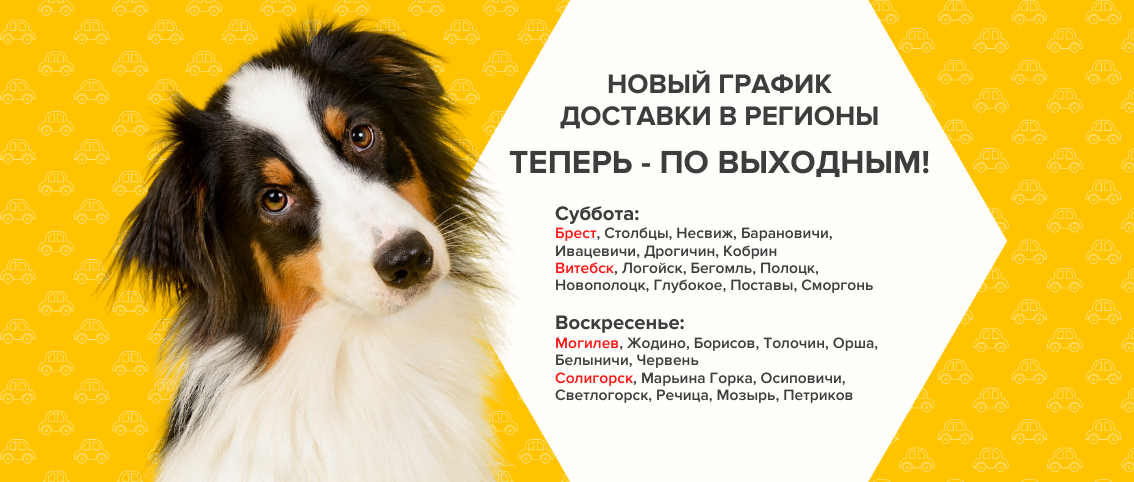 НОВЫЙ ГРАФИК
ДОСТАВКИ В РЕГИОНЫ
ТЕПЕРЬ - ПО ВЫХОДНЫМ!
Суббота:
Брест, Столбцы, Несвиж, Барановичи,
Ивацевичи, Дрогичин, Кобрин
Витебск, Логойск, Бегомль, Полоцк,
Новополоцк, Глубокое, Поставы, Сморгонь
Воскресенье:
Могилев, Жодино, Борисов, Толочин, Орша,
Белыничи, Червень
Солигорск, Марьина Горка, Осиповичи,
Светлогорск, Речица, Мозырь, Петриков